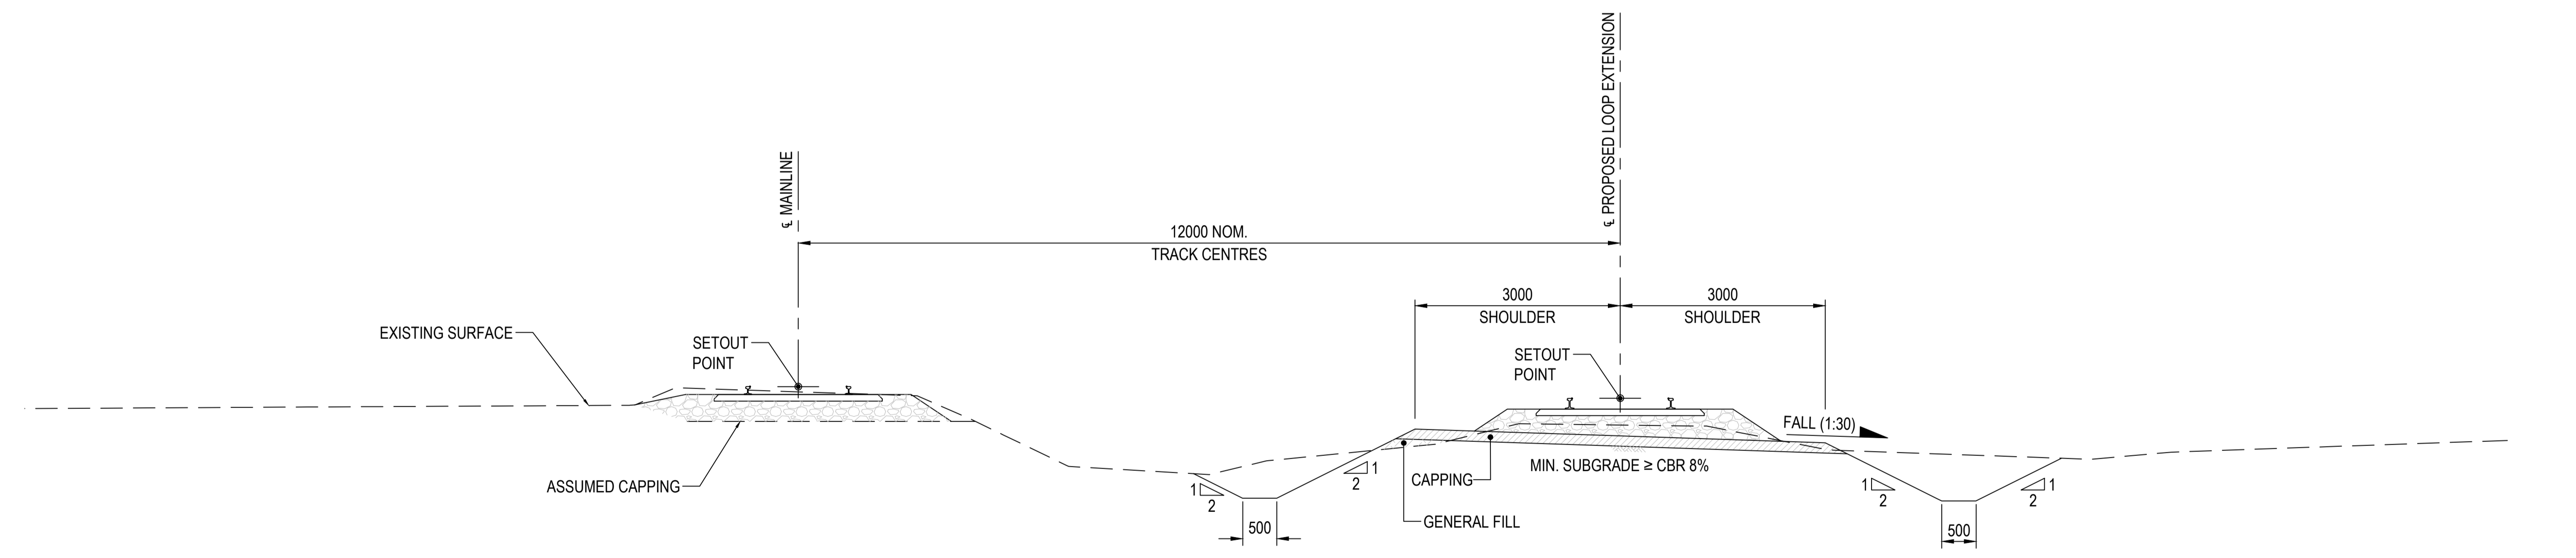 ℄ MAINLINE
℄ PROPOSED LOOP EXTENSION
12000 NOM.
TRACK CENTRES
3000
SHOULDER
3000
SHOULDER
EXISTING SURFACE
SETOUT
POINT
SETOUT
POINT
FALL (1:30)
ASSUMED CAPPING
MIN. SUBGRADE ≥ CBR 8%
CAPPING
GENERAL FILL
1
2
1
2
1
2
1
2
500
500